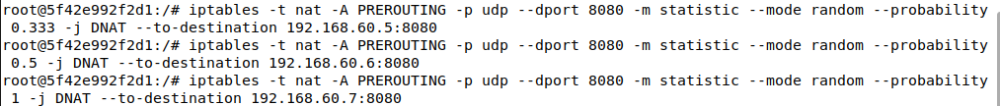 root@5f42e992f2d1:/# iptables -t nat -A PREROUTING -p udp --dport 8080 -m statistic --mode random --probability
0.333 -j DNAT --to-destination 192.168.60.5:8080
root@5f42e992f2d1:/# iptables -t nat -A PREROUTING -p udp --dport 8080 -m statistic --mode random --probability
0.5 -j DNAT --to-destination 192.168.60.6:8080
root@5f42e992f2d1:/# iptables -t nat -A PREROUTING -p udp --dport 8080 -m statistic --mode random --probability
1 -j DNAT --to-destination 192.168.60.7:8080